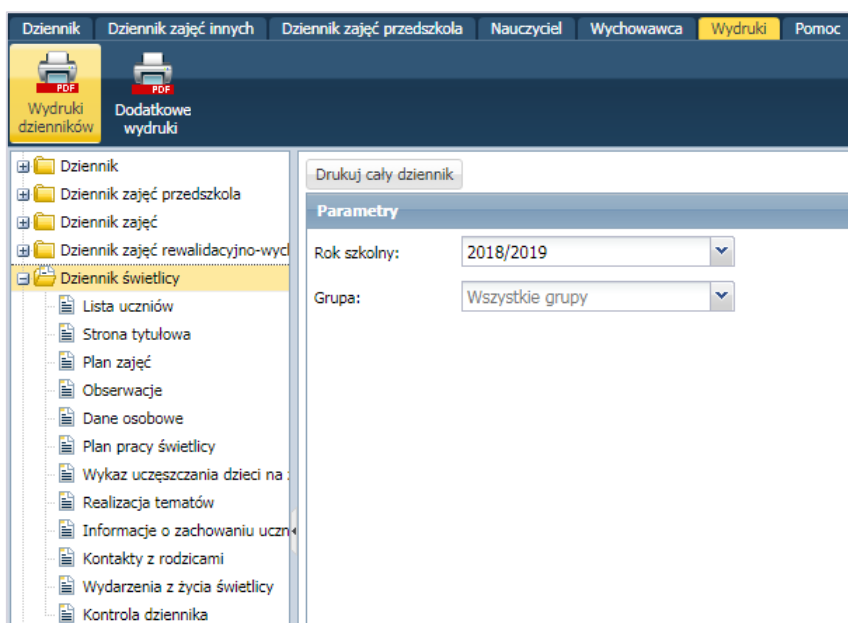 Dziennik Dziennik zajęć innych Dziennik zajęć przedszkola Nauczyciel Wychowawca Wydruki Pomoc
PDF PDF
Wydruki dzienników
Dodatkowe wydruki
Dziennik
Dziennik zajęć przedszkola
Dziennik zajęć
Dziennik zajęć rewalidacyjno-wych
Dziennik świetlicy
Lista uczniów
Strona tytułowa
Plan zajęć
Obserwacje
Dane osobowe
Plan pracy świetlicy
Wykaz uczęszczania dzieci na
Realizacja tematów
Informacje o zachowaniu uczn
Kontakty z rodzicami
Wydarzenia z życia świetlicy
Kontrola dziennika
Drukuj cały dziennik
Parametry
Rok szkolny: 2018/2019
Grupa: Wszystkie grupy